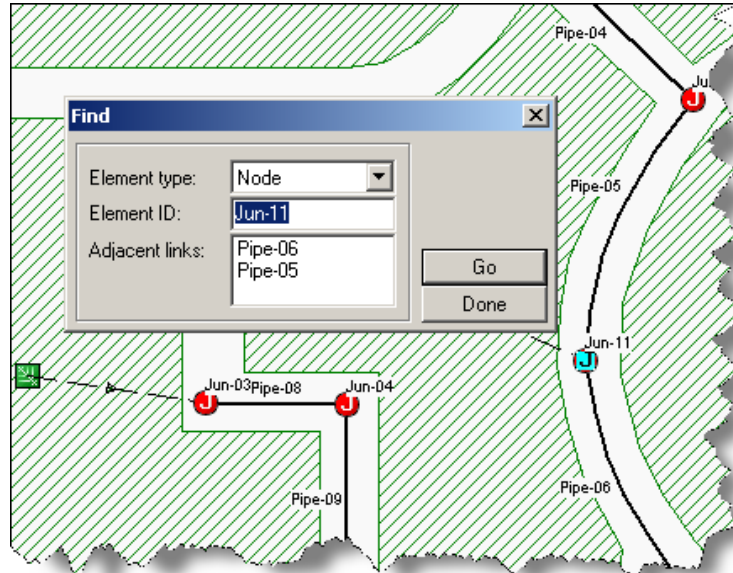 Pipe-04
Ju
Find
Element type:
Node
Element ID:
Jun-11
Adjacent links:
Pipe-06
Pipe-05
Go
Done
Pipe-05
Jun-11
J
Jun-03
Pipe-08
Jun-04
J
J
Pipe-09
Pipe-06
J